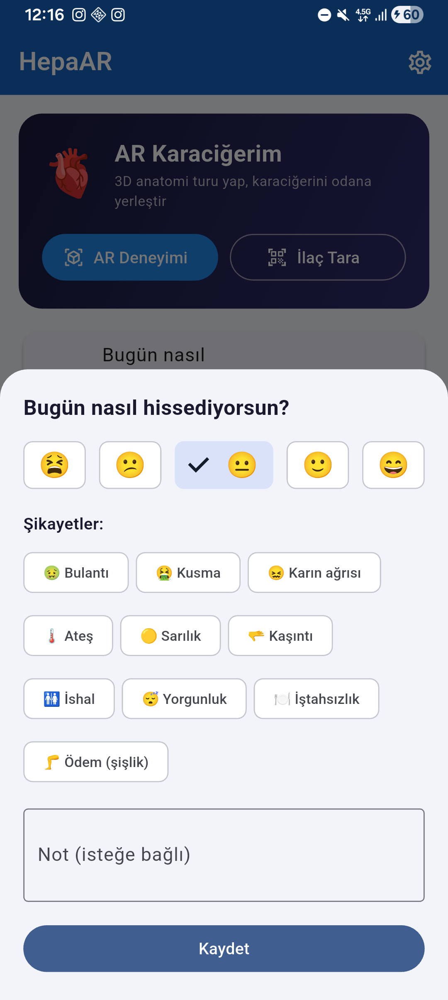 12:16
4.5G
60
HepaAR
AR Karaciğerim
3D anatomi turu yap, karaciğerini odana
yerleştir
AR Deneyimi
İlaç Tara
Bugün nasıl
Bugün nasıl hissediyorsun?
Şikayetler:
Bulantı
Kusma
Karın ağrısı
Ateş
Sarılık
Kaşıntı
İshal
Yorgunluk
İştahsızlık
Ödem (şişlik)
Not (isteğe bağlı)
Kaydet